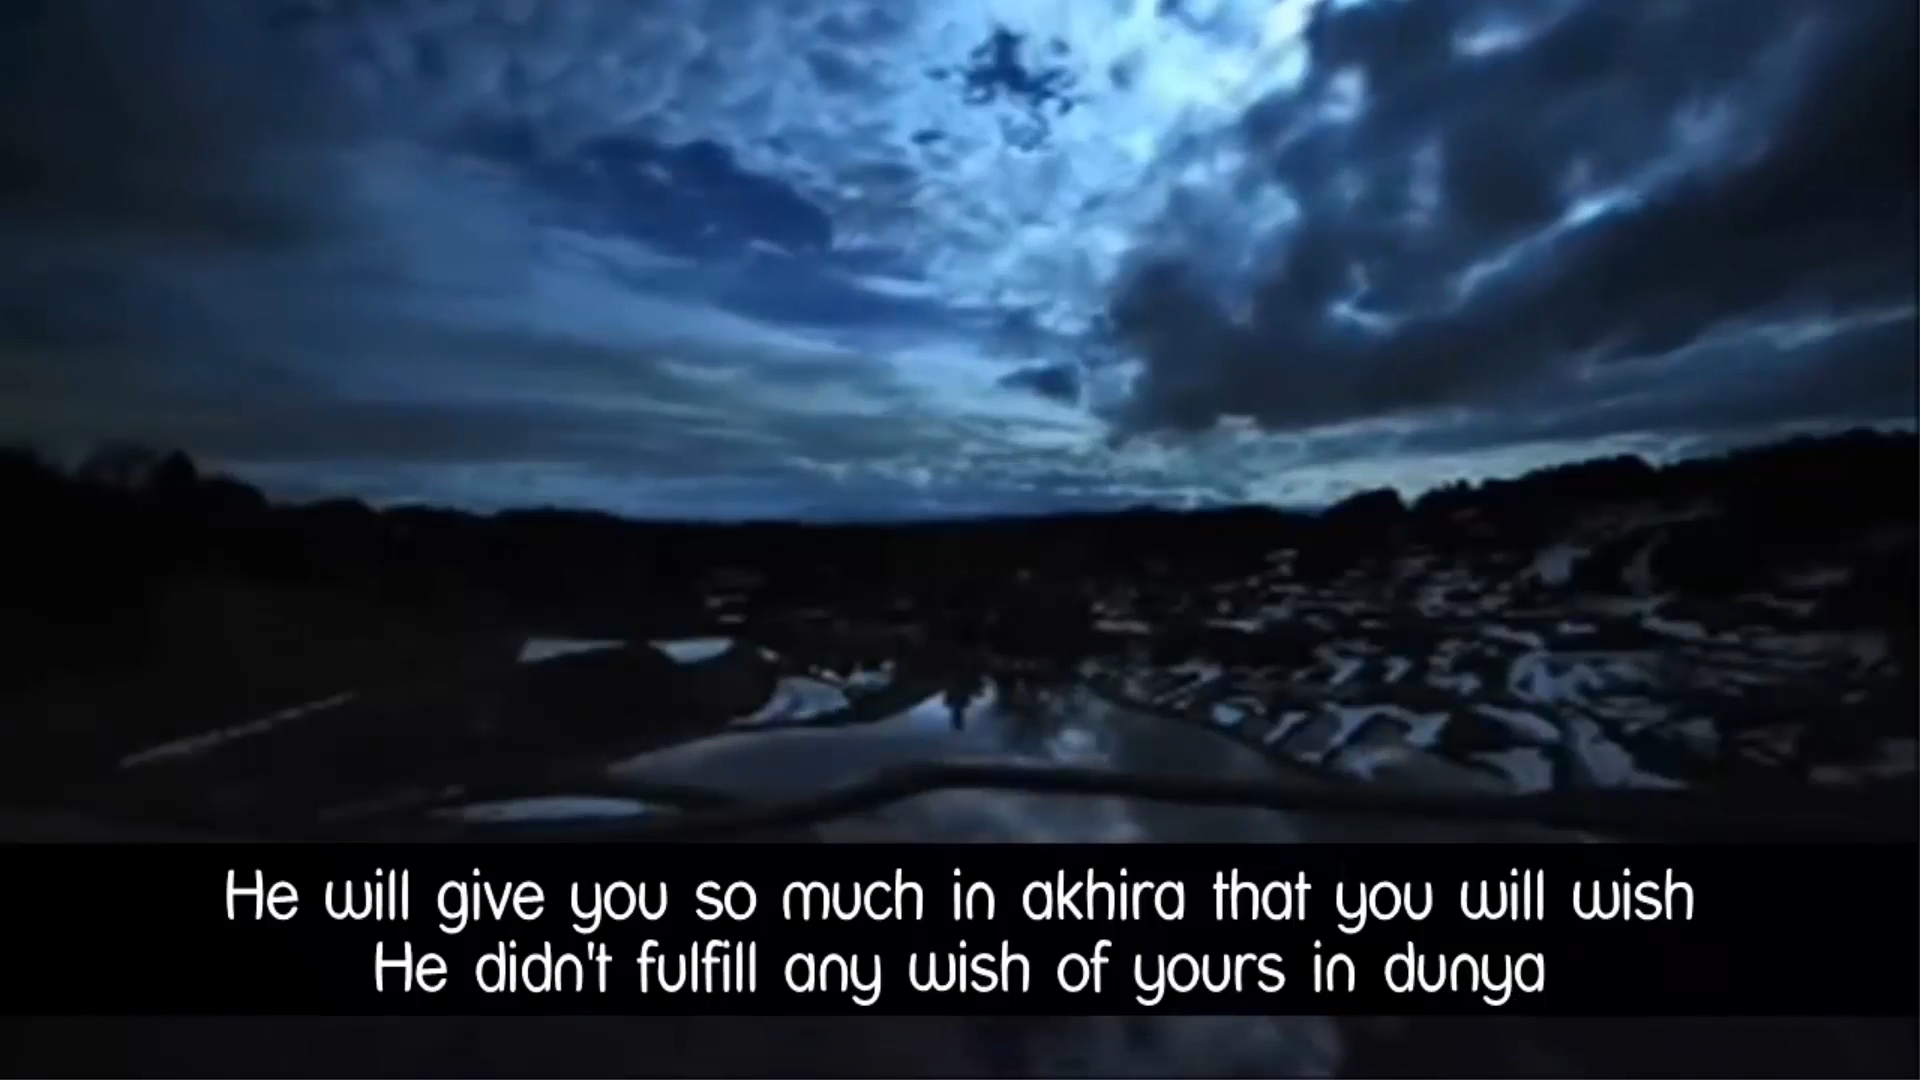 He will give you so much in akhira that you will wish
He didn't fulfill any wish of yours in dunya